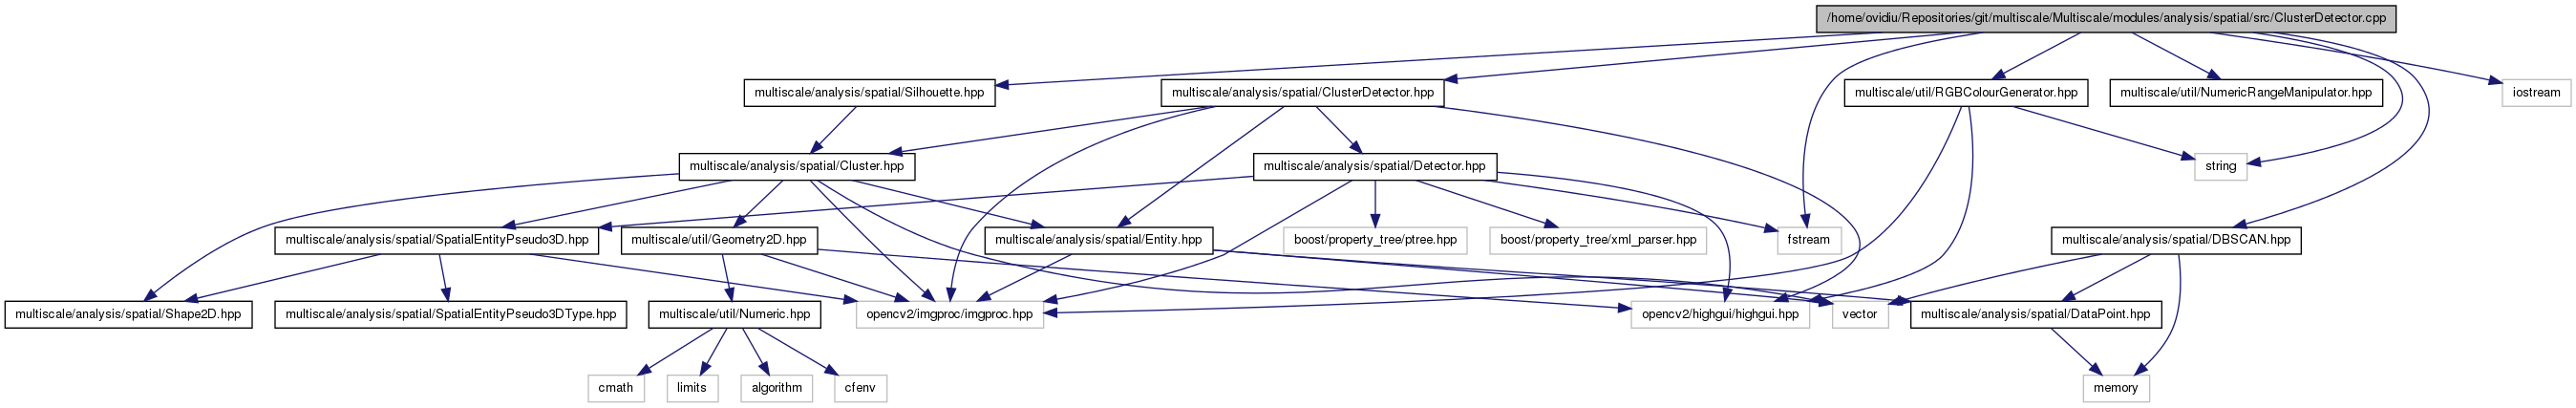 /home/ovidiu/Repositories/git/multiscale/Multiscale/modules/analysis/spatial/src/ClusterDetector.cpp
multiscale/analysis/spatial/Silhouette.hpp
multiscale/analysis/spatial/ClusterDetector.hpp
multiscale/util/RGBColourGenerator.hpp
multiscale/util/NumericRangeManipulator.hpp
iostream
multiscale/analysis/spatial/Cluster.hpp
multiscale/analysis/spatial/Detector.hpp
string
multiscale/analysis/spatial/SpatialEntityPseudo3D.hpp
multiscale/util/Geometry2D.hpp
multiscale/analysis/spatial/Entity.hpp
boost/property_tree/ptree.hpp
boost/property_tree/xml_parser.hpp
fstream
multiscale/analysis/spatial/DBSCAN.hpp
multiscale/analysis/spatial/Shape2D.hpp
multiscale/analysis/spatial/SpatialEntityPseudo3DType.hpp
multiscale/util/Numeric.hpp
opencv2/imgproc/imgproc.hpp
opencv2/highgui/highgui.hpp
vector
multiscale/analysis/spatial/DataPoint.hpp
cmath
limits
algorithm
cfenv
memory